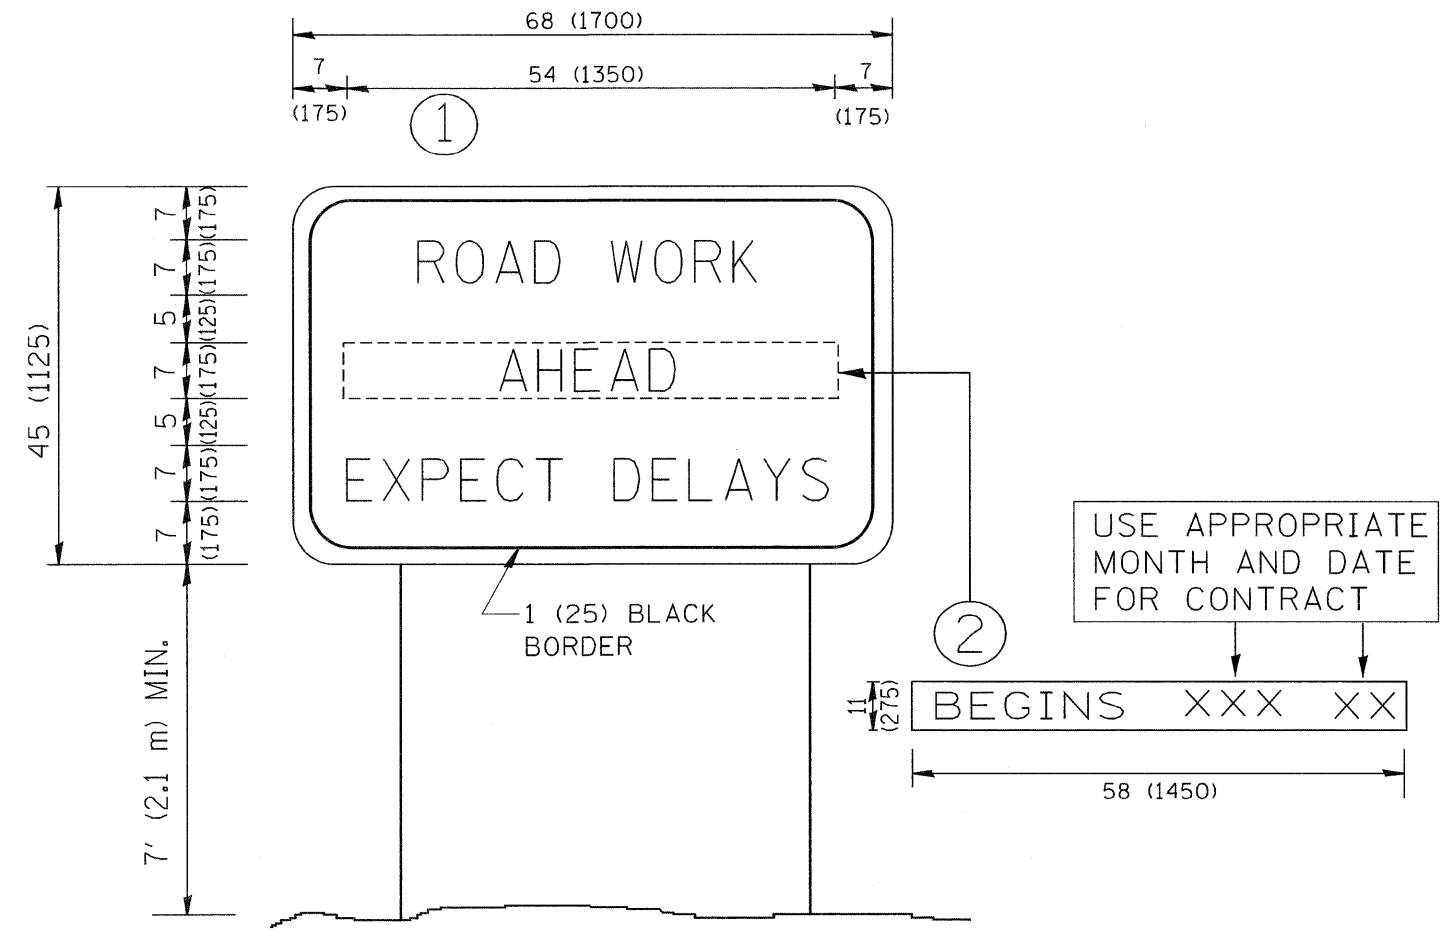 68 (1700)
7
54 (1350)
7
(175)
(175)
1
45 (1125)
7
(175)
7
(175)
5
(125)
7
(175)
5
(125)
7
(175)
7
(175)
ROAD WORK
AHEAD
EXPECT DELAYS
1 (25) BLACK
BORDER
7' (2.1 m) MIN.
2
USE APPROPRIATE
MONTH AND DATE
FOR CONTRACT
11
(275)
BEGINS XXX XX
58 (1450)